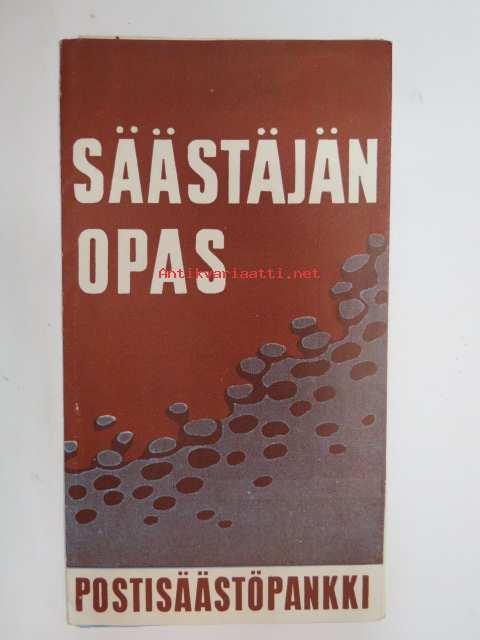 SÄÄSTÄJÄN
OPAS
Antikvariaatti.net
POSTISÄÄSTÖPANKKI